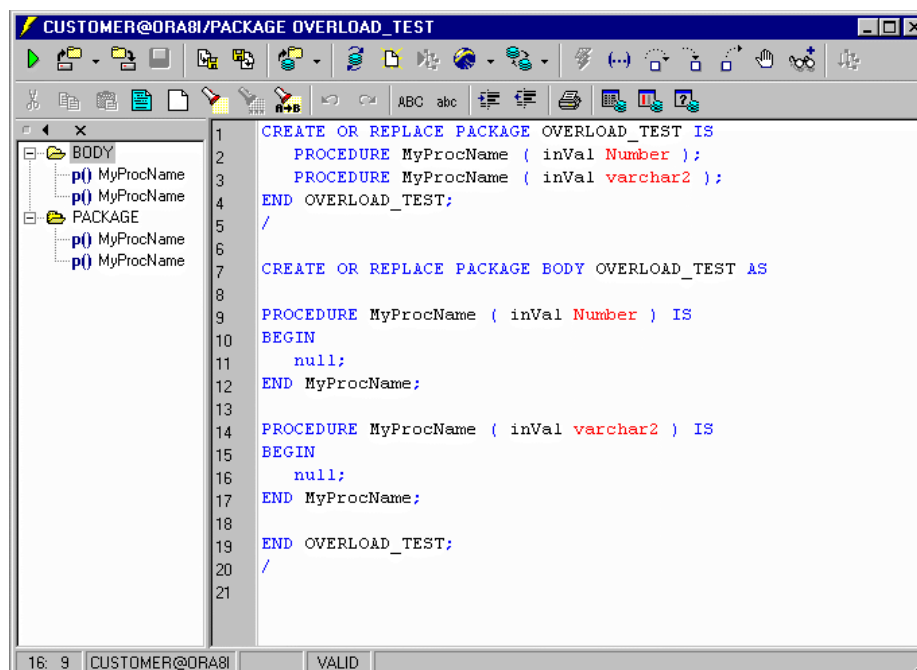 CUSTOMER@ORA8I/PACKAGE OVERLOAD_TEST
A→B
ABC abc
BODY
p() MyProcName
p() MyProcName
PACKAGE
p() MyProcName
p() MyProcName
1 CREATE OR REPLACE PACKAGE OVERLOAD_TEST IS
2 PROCEDURE MyProcName ( inVal Number );
3 PROCEDURE MyProcName ( inVal varchar2 );
4 END OVERLOAD_TEST;
5 /
6
7 CREATE OR REPLACE PACKAGE BODY OVERLOAD_TEST AS
8
9 PROCEDURE MyProcName ( inVal Number ) IS
10 BEGIN
11 null;
12 END MyProcName;
13
14 PROCEDURE MyProcName ( inVal varchar2 ) IS
15 BEGIN
16 null;
17 END MyProcName;
18
19 END OVERLOAD_TEST;
20 /
21
16: 9 CUSTOMER@ORA8I VALID